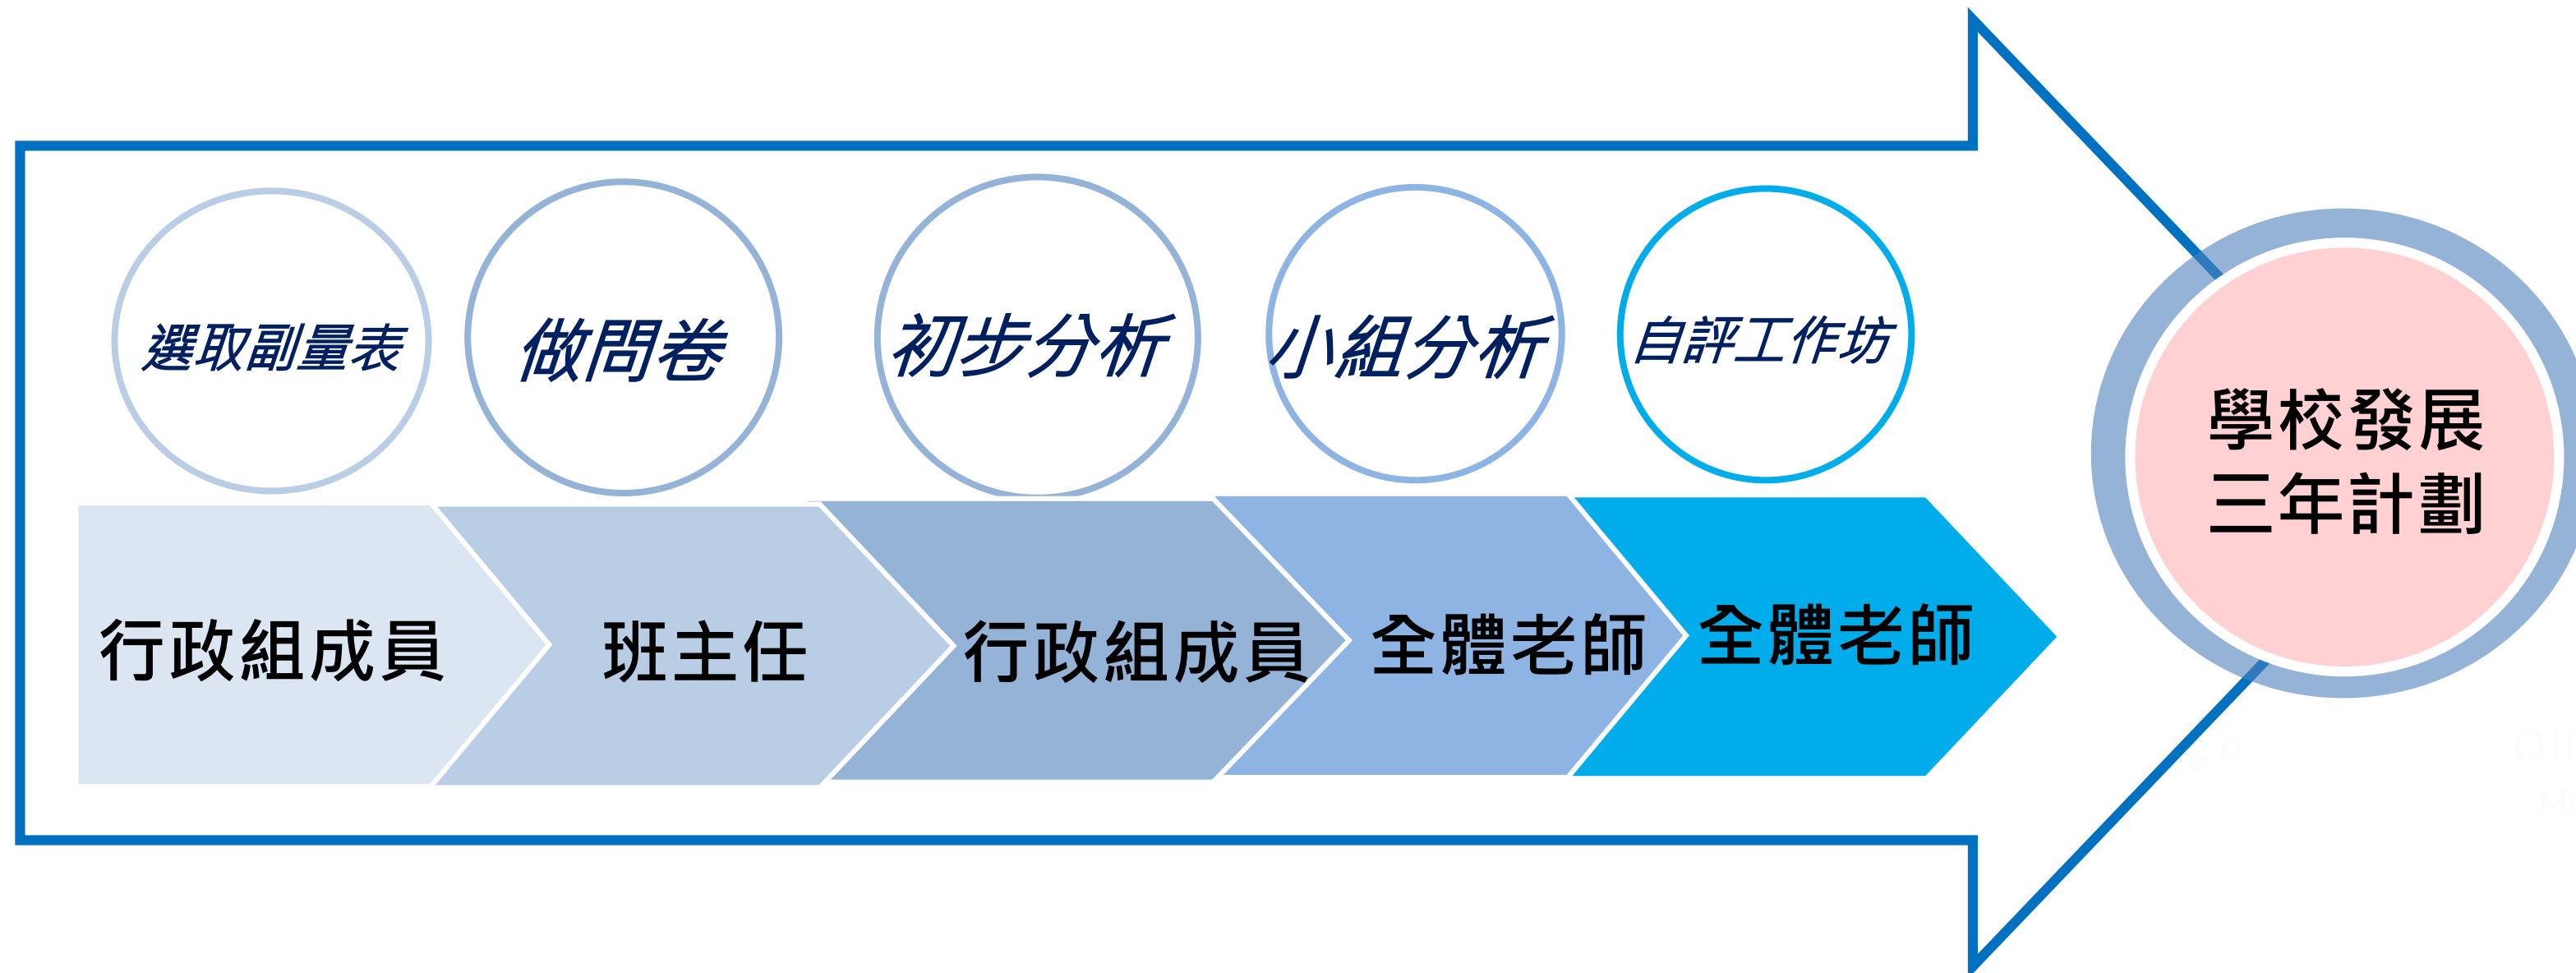 選取副量表
做問卷
初步分析
小組分析
自評工作坊
行政組成員
班主任
行政組成員
全體老師
全體老師
學校發展
三年計劃